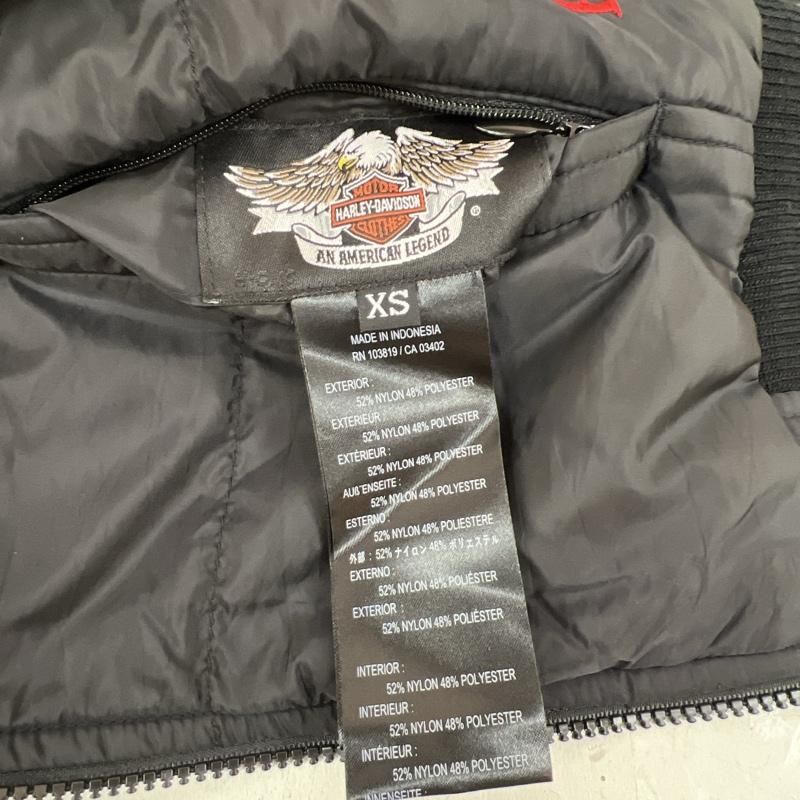 MOTOR
HARLEY-DAVIDSON
CLOTHES
®
AN AMERICAN LEGEND
XS
MADE IN INDONESIA
RN 103819 / CA 03402
EXTERIOR :
52% NYLON 48% POLYESTER
EXTERIEUR :
52% NYLON 48% POLYESTER
EXTÉRIEUR :
52% NYLON 48% POLYESTER
AUß'ENSEITE :
52% NYLON 48% POLYESTER
ESTERNO :
52% NYLON 48% POLIESTERE
外部 : 52% ナイロン 48% ポリエステル
EXTERNO :
52% NYLON 48% POLIÉSTER
EXTERIOR :
52% NYLON 48% POLIÉSTER
INTERIOR :
52% NYLON 48% POLYESTER
INTERIEUR :
52% NYLON 48% POLYESTER
INTÉRIEUR :
52% NYLON 48% POLYESTER
INNENSEITE :